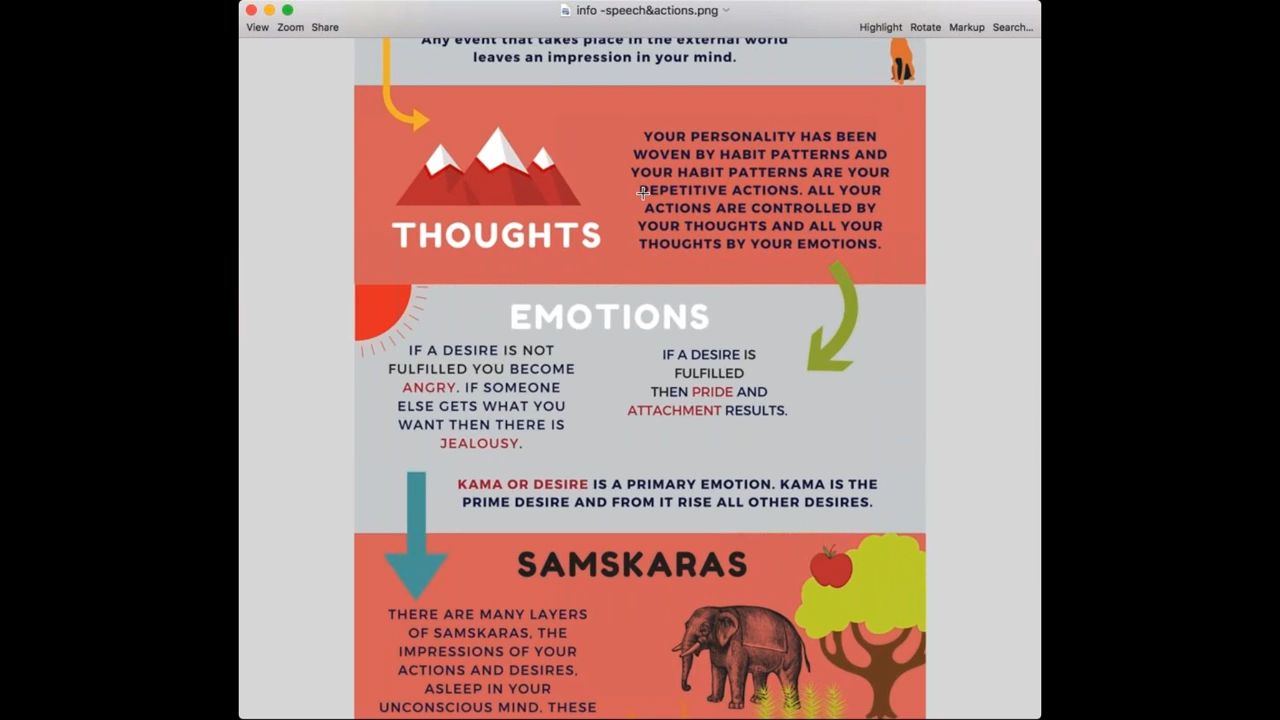 info -speech&actions.png
View Zoom Share
Highlight Rotate Markup Search...
Any event that takes place in the external world
leaves an impression in your mind.
YOUR PERSONALITY HAS BEEN
WOVEN BY HABIT PATTERNS AND
YOUR HABIT PATTERNS ARE YOUR
REPETITIVE ACTIONS. ALL YOUR
ACTIONS ARE CONTROLLED BY
YOUR THOUGHTS AND ALL YOUR
THOUGHTS BY YOUR EMOTIONS.
THOUGHTS
EMOTIONS
IF A DESIRE IS NOT
FULFILLED YOU BECOME
ANGRY. IF SOMEONE
ELSE GETS WHAT YOU
WANT THEN THERE IS
JEALOUSY.
IF A DESIRE IS
FULFILLED
THEN PRIDE AND
ATTACHMENT RESULTS.
KAMA OR DESIRE IS A PRIMARY EMOTION. KAMA IS THE
PRIME DESIRE AND FROM IT RISE ALL OTHER DESIRES.
SAMSKARAS
THERE ARE MANY LAYERS
OF SAMSKARAS, THE
IMPRESSIONS OF YOUR
ACTIONS AND DESIRES,
ASLEEP IN YOUR
UNCONSCIOUS MIND. THESE